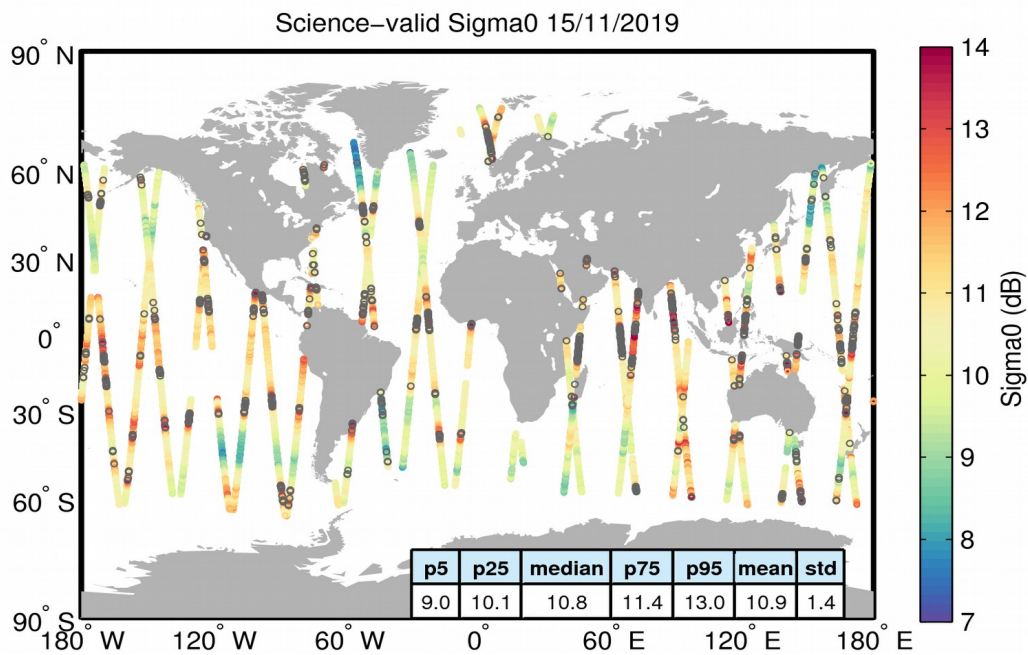 Science−valid Sigma0 15/11/2019
90° N
60° N
30° N
0°
30° S
60° S
90° S
180° W
120° W
60° W
0°
60° E
120° E
180° E
p5 p25 median p75 p95 mean std
9.0 10.1 10.8 11.4 13.0 10.9 1.4
14
13
12
11
10
9
8
7
Sigma0 (dB)